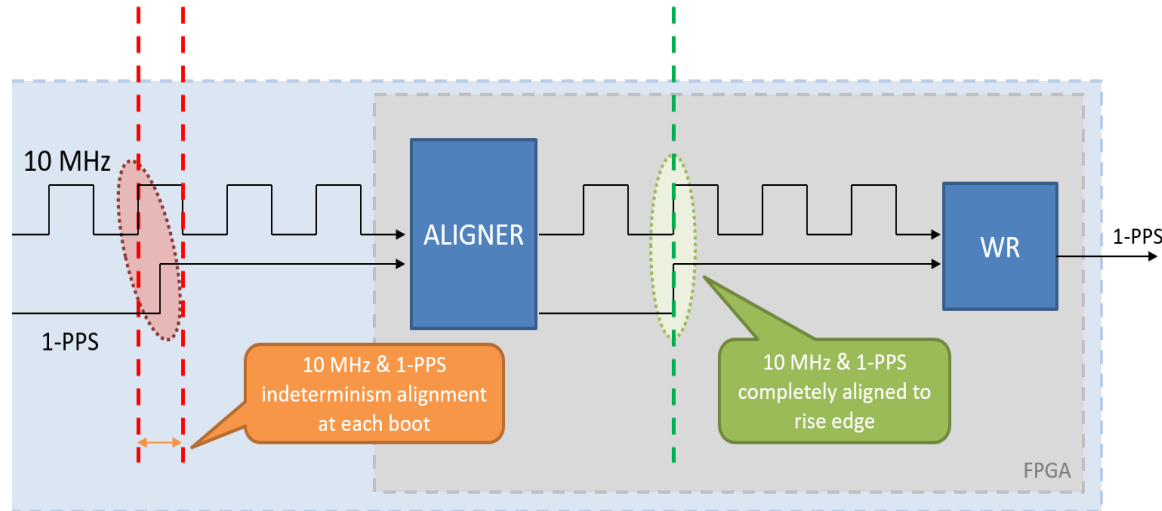 10 MHz
1-PPS
ALIGNER
WR
1-PPS
10 MHz & 1-PPS
indeterminism alignment
at each boot
10 MHz & 1-PPS
completely aligned to
rise edge
FPGA